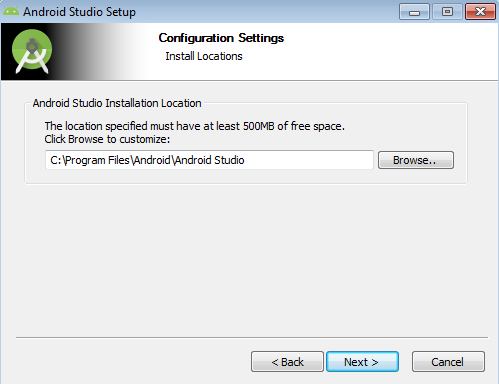 Android Studio Setup
Configuration Settings
Install Locations
Android Studio Installation Location
The location specified must have at least 500MB of free space.
Click Browse to customize:
C:\Program Files\Android\Android Studio
Browse..
< Back
Next >
Cancel